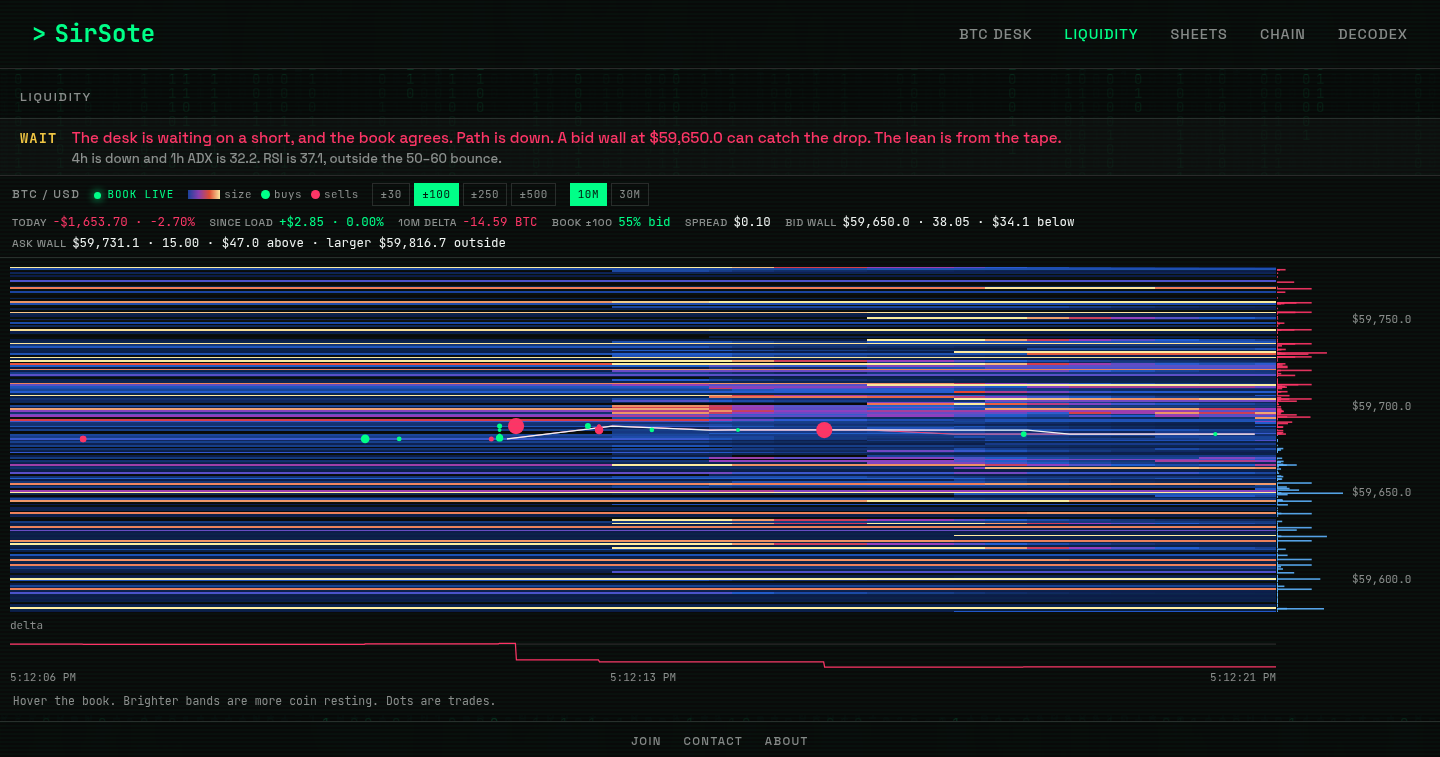 > SirSote
BTC DESK LIQUIDITY SHEETS CHAIN DECODEX
LIQUIDITY
WAIT The desk is waiting on a short, and the book agrees. Path is down. A bid wall at $59,650.0 can catch the drop. The lean is from the tape.
4h is down and 1h ADX is 32.2. RSI is 37.1, outside the 50–60 bounce.
BTC / USD BOOK LIVE size buys sells ±30 ±100 ±250 ±500 10M 30M
TODAY -$1,653.70 · -2.70% SINCE LOAD +$2.85 · 0.00% 10M DELTA -14.59 BTC BOOK ±100 55% bid SPREAD $0.10 BID WALL $59,650.0 · 38.05 · $34.1 below
ASK WALL $59,731.1 · 15.00 · $47.0 above · larger $59,816.7 outside
$59,750.0
$59,700.0
$59,650.0
$59,600.0
delta
5:12:06 PM 5:12:13 PM 5:12:21 PM
Hover the book. Brighter bands are more coin resting. Dots are trades.
JOIN CONTACT ABOUT